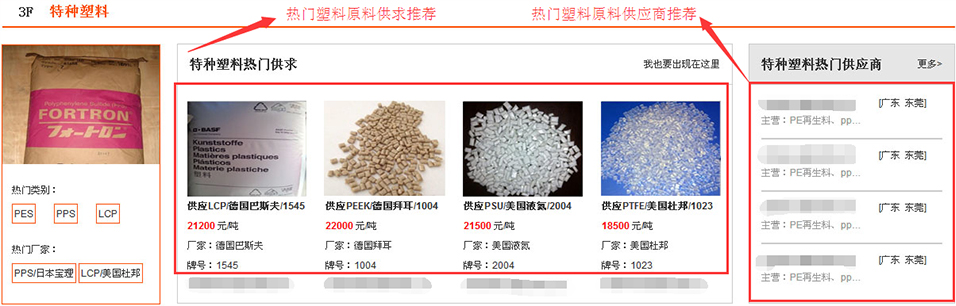 3F 特种塑料
热门塑料原料供求推荐
热门塑料原料供应商推荐
Polyphenylene Sulfide
FORTRON
フォートロン
热门类别：
PES PPS LCP
热门厂家：
PPS/日本宝理 LCP/美国杜邦
特种塑料热门供求 我也要出现在这里
BASF
Kunststoffe
Plastics
Matières plastiques
Plásticos
Materie plastiche
塑料
供应LCP/德国巴斯夫/1545
21200 元/吨
厂家：德国巴斯夫
牌号：1545
供应PEEK/德国拜耳/1004
22000 元/吨
厂家：德国拜耳
牌号：1004
供应PSU/美国液氮/2004
21500 元/吨
厂家：美国液氮
牌号：2004
供应PTFE/美国杜邦/1023
18500 元/吨
厂家：美国杜邦
牌号：1023
特种塑料热门供应商 更多>
[广东 东莞]
主营：PE再生料、pp...
[广东 东莞]
主营：PE再生料、pp...
[广东 东莞]
主营：PE再生料、pp...
[广东 东莞]
主营：PE再生料、pp...